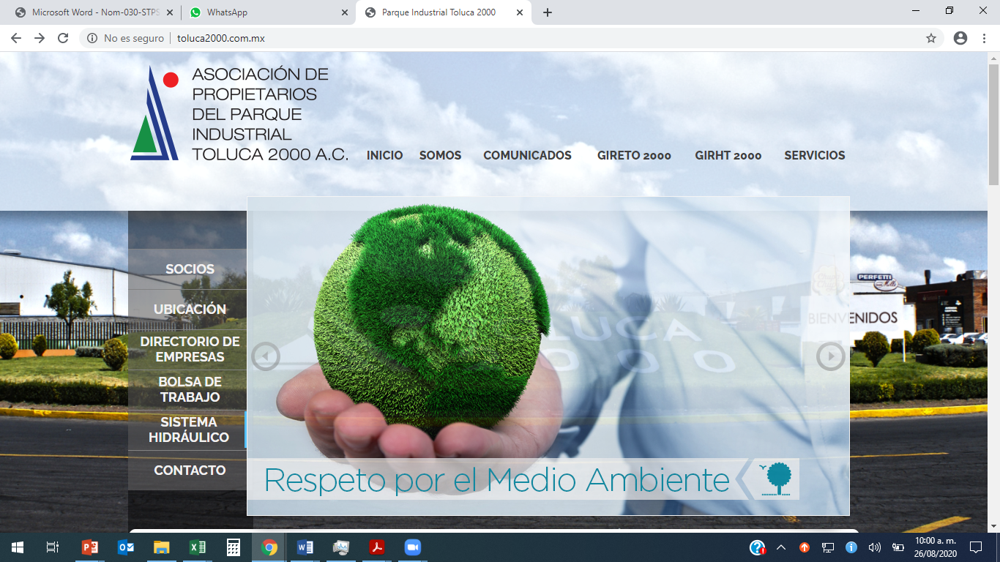 Microsoft Word - Nom-030-STPS
WhatsApp
Parque Industrial Toluca 2000
No es seguro
toluca2000.com.mx
ASOCIACIÓN DE
PROPIETARIOS
DEL PARQUE
INDUSTRIAL
TOLUCA 2000 A.C.
INICIO SOMOS COMUNICADOS GIRETO 2000 GIRHT 2000 SERVICIOS
SOCIOS
UBICACIÓN
DIRECTORIO DE
EMPRESAS
BOLSA DE
TRABAJO
SISTEMA
HIDRÁULICO
CONTACTO
TOLUCA
2000
PERFETTI
BIENVENIDOS
Respeto por el Medio Ambiente
10:00 a. m.
26/08/2020